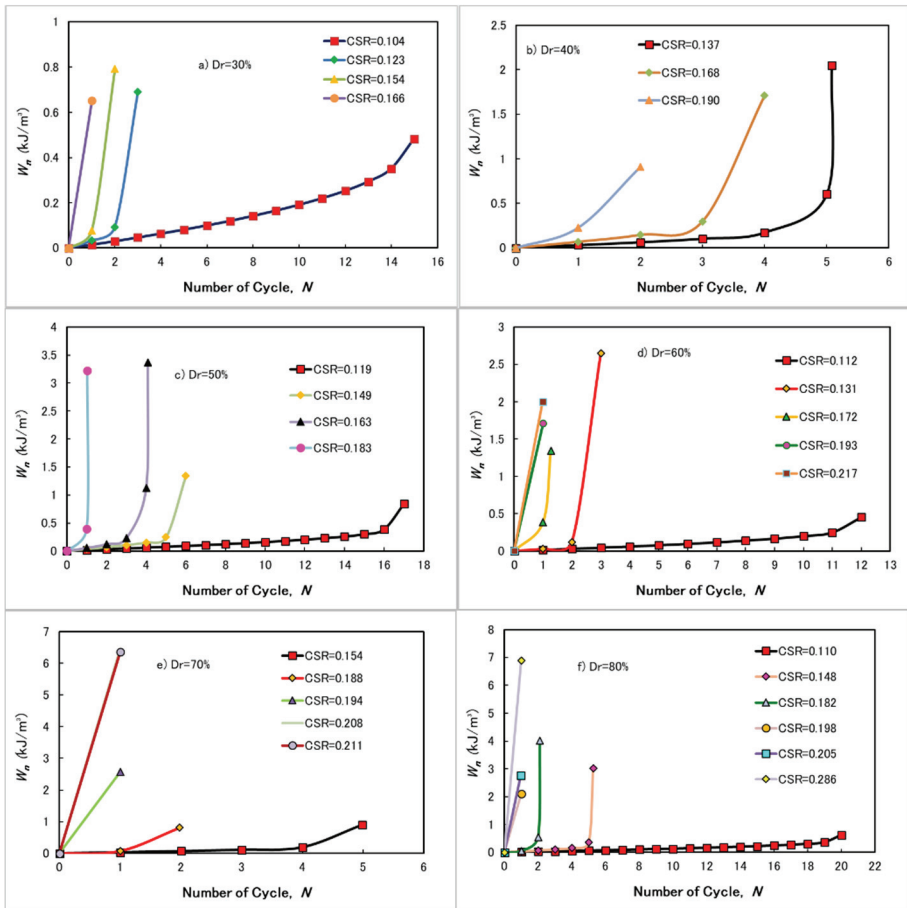 1
0.8
0.6
0.4
0.2
0
W_n (kJ/m³)
a) Dr=30%
CSR=0.104
CSR=0.123
CSR=0.154
CSR=0.166
0 2 4 6 8 10 12 14 16
Number of Cycle, N
2.5
2
1.5
1
0.5
0
W_n (kJ/m³)
b) Dr=40%
CSR=0.137
CSR=0.168
CSR=0.190
0 1 2 3 4 5 6
Number of Cycle, N
4
3.5
3
2.5
2
1.5
1
0.5
0
W_n (kJ/m³)
c) Dr=50%
CSR=0.119
CSR=0.149
CSR=0.163
CSR=0.183
0 2 4 6 8 10 12 14 16 18
Number of Cycle, N
3
2.5
2
1.5
1
0.5
0
W_n (kJ/m³)
d) Dr=60%
CSR=0.112
CSR=0.131
CSR=0.172
CSR=0.193
CSR=0.217
0 1 2 3 4 5 6 7 8 9 10 11 12 13
Number of Cycle, N
7
6
5
4
3
2
1
0
W_n (kJ/m³)
e) Dr=70%
CSR=0.154
CSR=0.188
CSR=0.194
CSR=0.208
CSR=0.211
0 1 2 3 4 5 6
Number of Cycle, N
8
7
6
5
4
3
2
1
0
W_n (kJ/m³)
f) Dr=80%
CSR=0.110
CSR=0.148
CSR=0.182
CSR=0.198
CSR=0.205
CSR=0.286
0 2 4 6 8 10 12 14 16 18 20 22
Number of Cycle, N